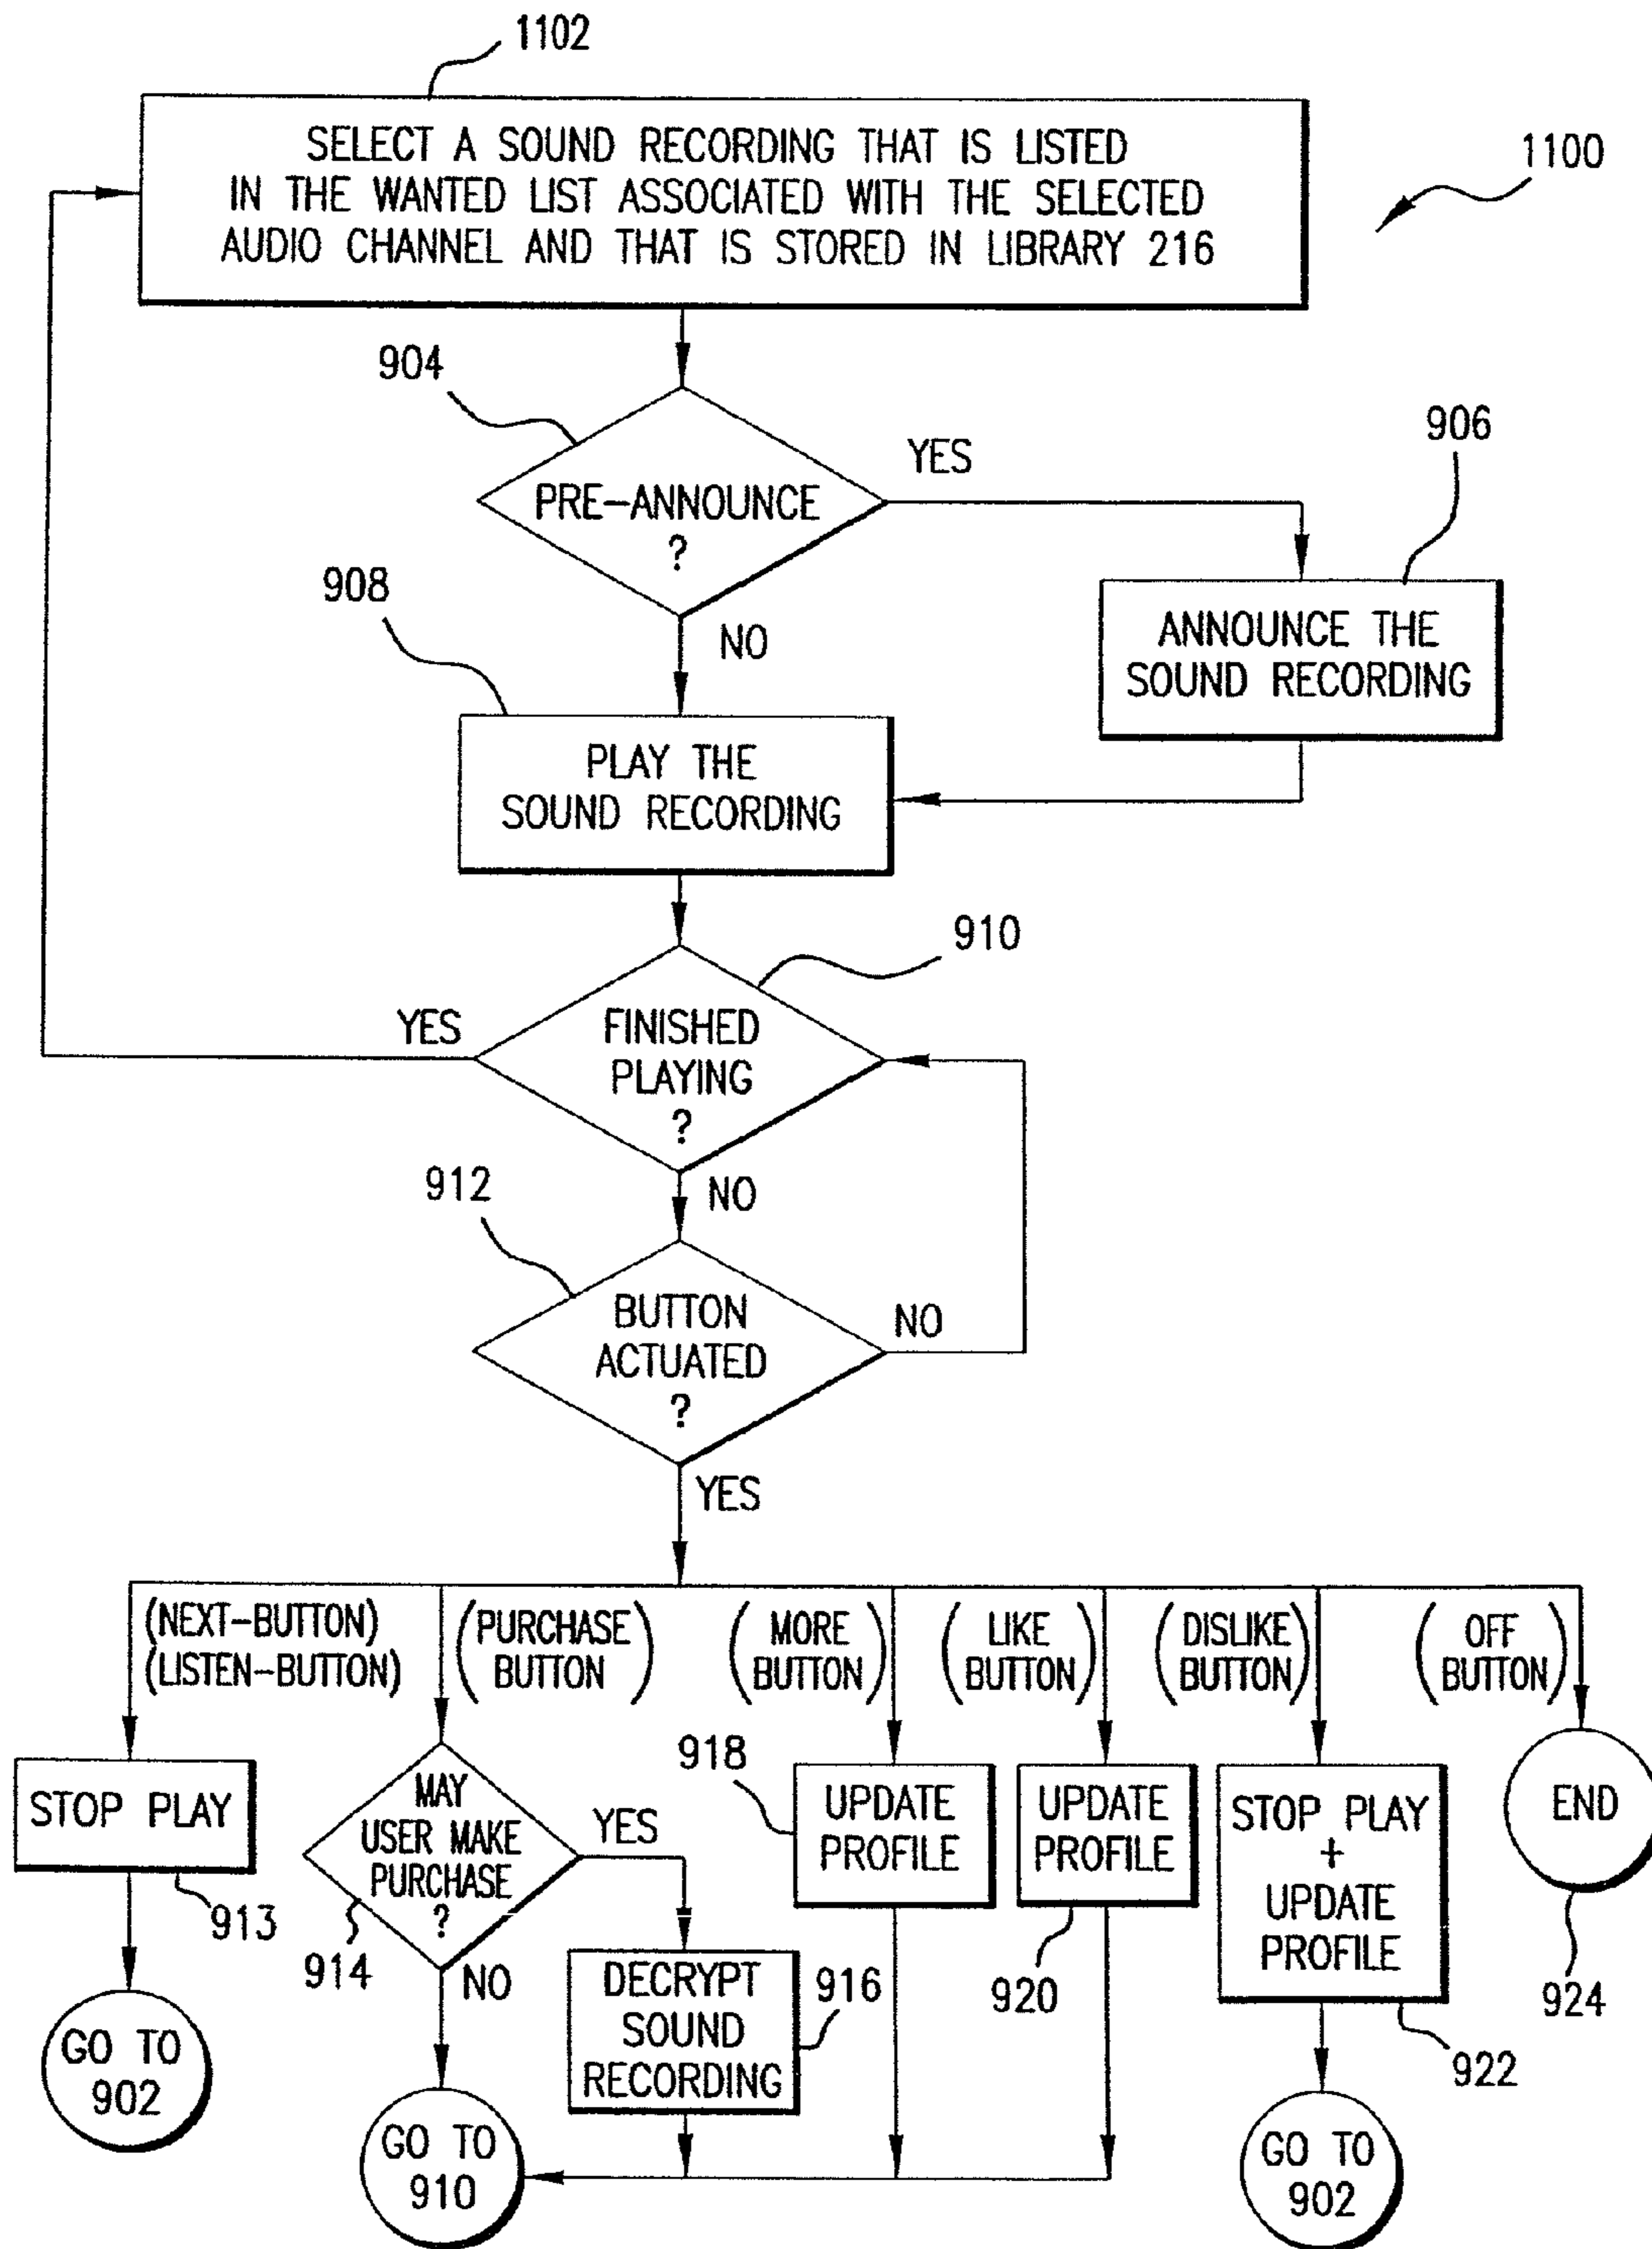 1102
SELECT A SOUND RECORDING THAT IS LISTED
IN THE WANTED LIST ASSOCIATED WITH THE SELECTED
AUDIO CHANNEL AND THAT IS STORED IN LIBRARY 216
1100
904
PRE-ANNOUNCE
?
YES
NO
906
ANNOUNCE THE
SOUND RECORDING
908
PLAY THE
SOUND RECORDING
910
FINISHED
PLAYING
?
YES
NO
912
BUTTON
ACTUATED
?
NO
YES
(NEXT-BUTTON)
(LISTEN-BUTTON)
(PURCHASE
BUTTON)
(MORE
BUTTON)
(LIKE
BUTTON)
(DISLIKE
BUTTON)
(OFF
BUTTON)
STOP PLAY
913
GO TO
902
MAY
USER MAKE
PURCHASE
?
914
YES
NO
DECRYPT
SOUND
RECORDING
916
GO TO
910
918
UPDATE
PROFILE
UPDATE
PROFILE
920
STOP PLAY
+
UPDATE
PROFILE
922
GO TO
902
END
924